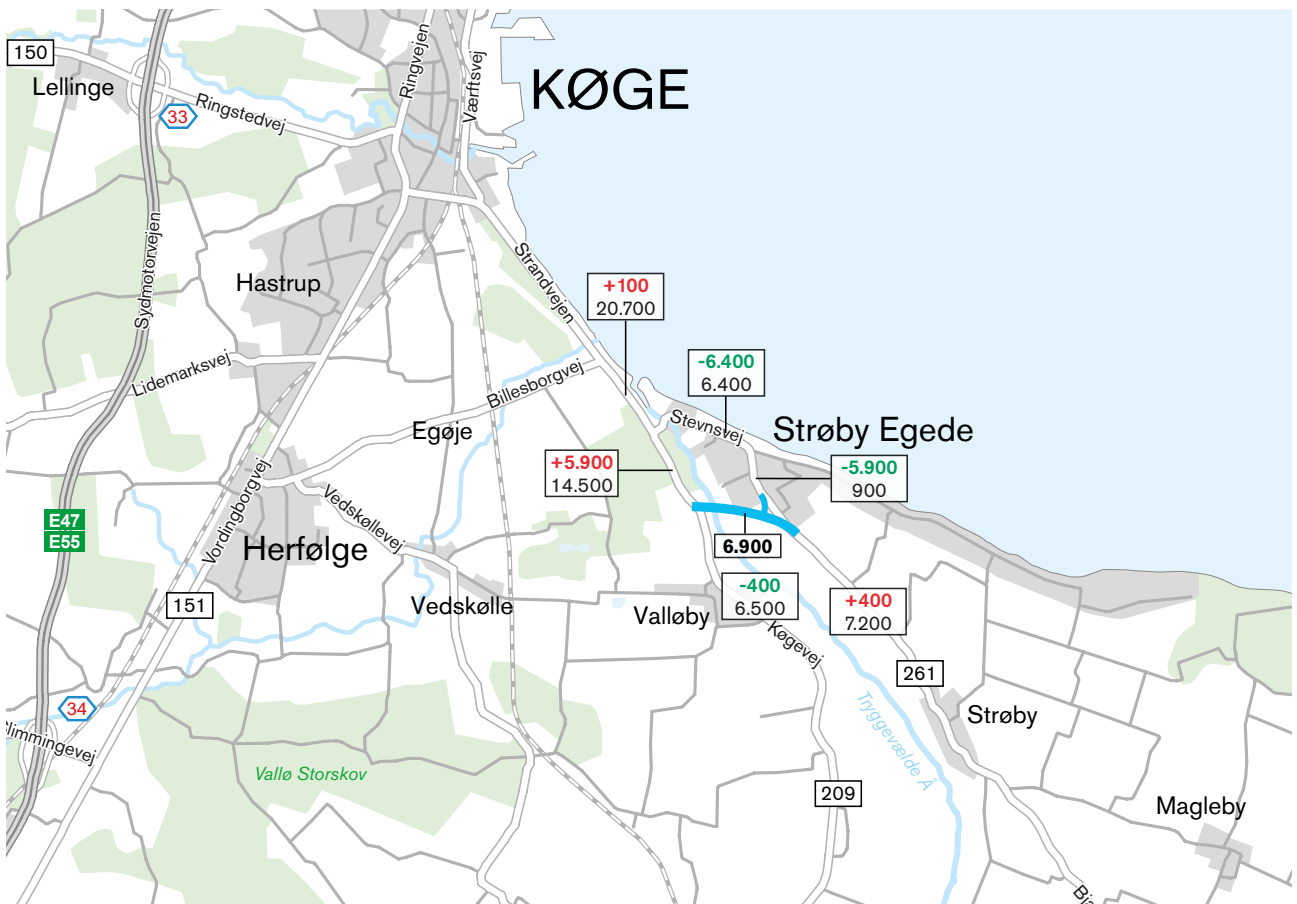 150
Lellinge
33
Ringstedvej
Ringvejen
Værftsvej
KØGE
Sydmotorvejen
Hastrup
Strandvejen
+100
20.700
Lidemarksvej
Billesborgvej
-6.400
6.400
Stevnsvej
Strøby Egede
Egøje
+5.900
14.500
-5.900
900
Vordingborgvej
Vedskøllevej
E47
E55
Herfølge
6.900
-400
6.500
+400
7.200
151
Vedskølle
Valløby
Køgevej
261
34
Strøby
Tryggevælde Å
Vallø Storskov
209
Magleby